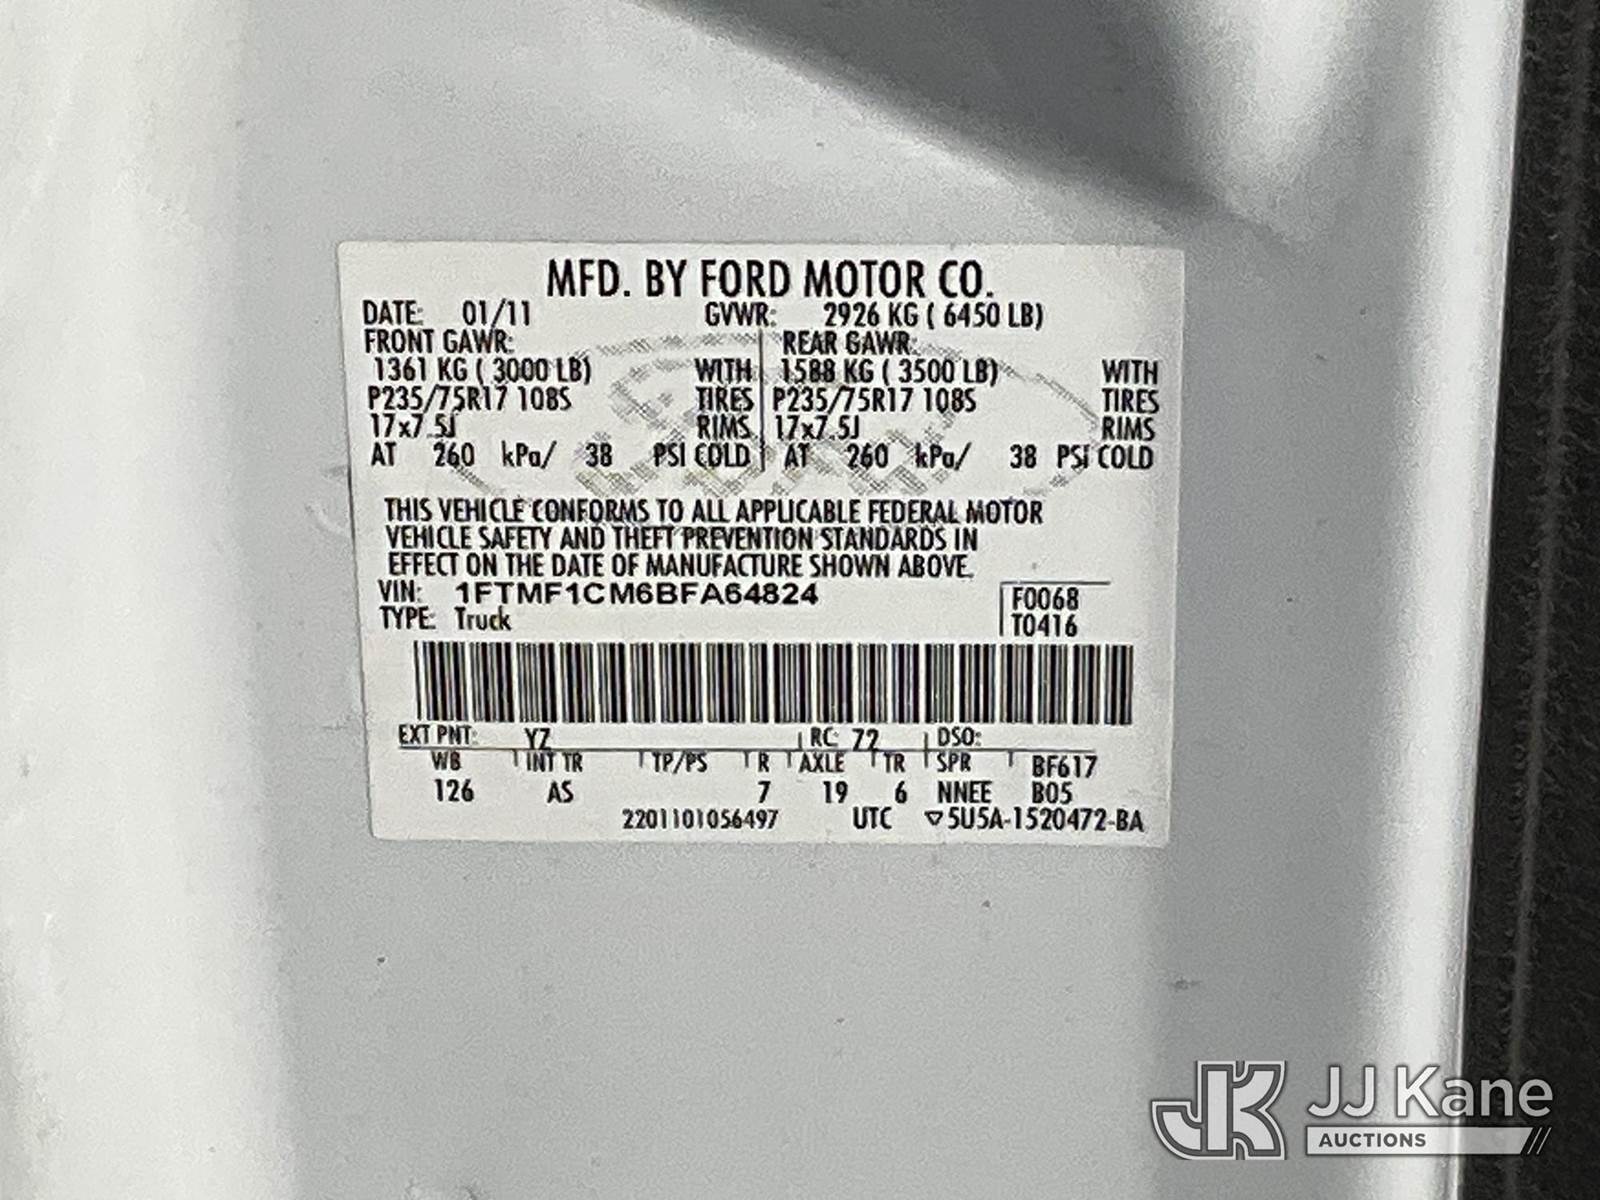 MFD. BY FORD MOTOR CO.
DATE: 01/11 GVWR: 2926 KG ( 6450 LB)
FRONT GAWR: REAR GAWR:
1361 KG ( 3000 LB) WITH 1588 KG ( 3500 LB) WITH
P235/75R17 108S TIRES P235/75R17 108S TIRES
17x7.5J RIMS 17x7.5J RIMS
AT 260 kPa/ 38 PSI COLD AT 260 kPa/ 38 PSI COLD
THIS VEHICLE CONFORMS TO ALL APPLICABLE FEDERAL MOTOR
VEHICLE SAFETY AND THEFT PREVENTION STANDARDS IN
EFFECT ON THE DATE OF MANUFACTURE SHOWN ABOVE.
VIN: 1FTMF1CM6BFA64824 F0068
TYPE: Truck T0416
EXT PNT: YZ RC: 72 DSO:
WB INT TR TP/PS R AXLE TR SPR BF617
126 AS 7 19 6 NNEE B05
2201101056497 UTC ▽5U5A-1520472-BA
JK JJ Kane
AUCTIONS